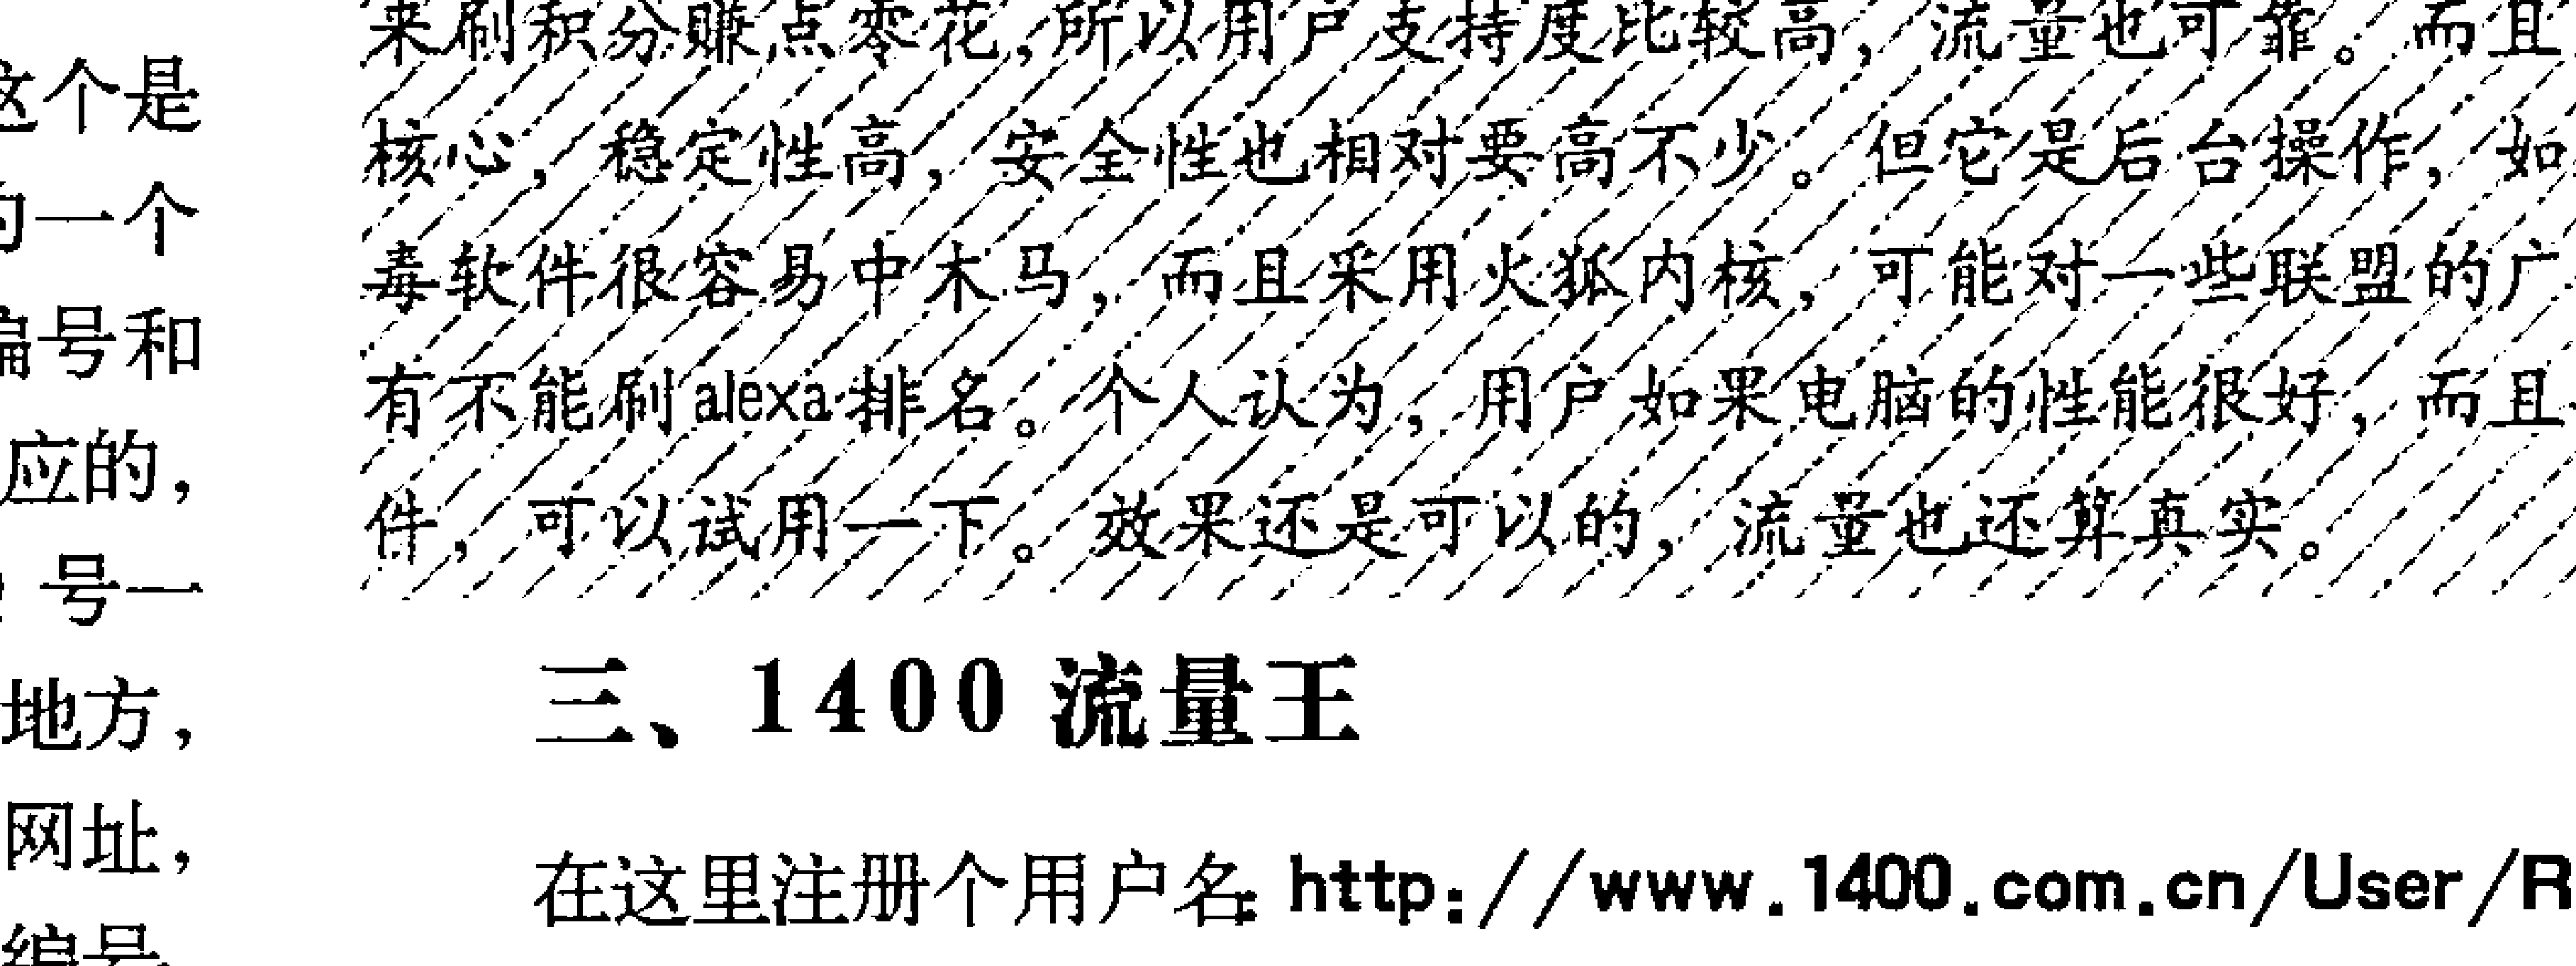 这个是
的一个
编号和
应的，
号一
地方，
网址，
编号
来刷积分赚点零花，所以用户支持度比较高，流量也可靠。而且
核心，稳定性高，安全性也相对要高不少。但它是后台操作，如
毒软件很容易中木马，而且采用火狐内核，可能对一些联盟的广
有不能刷alexa排名。个人认为，用户如果电脑的性能很好，而且
件，可以试用一下。效果还是可以的，流量也还算真实。
三、1400 流量王
在这里注册个用户名：http://www.1400.com.cn/User/R